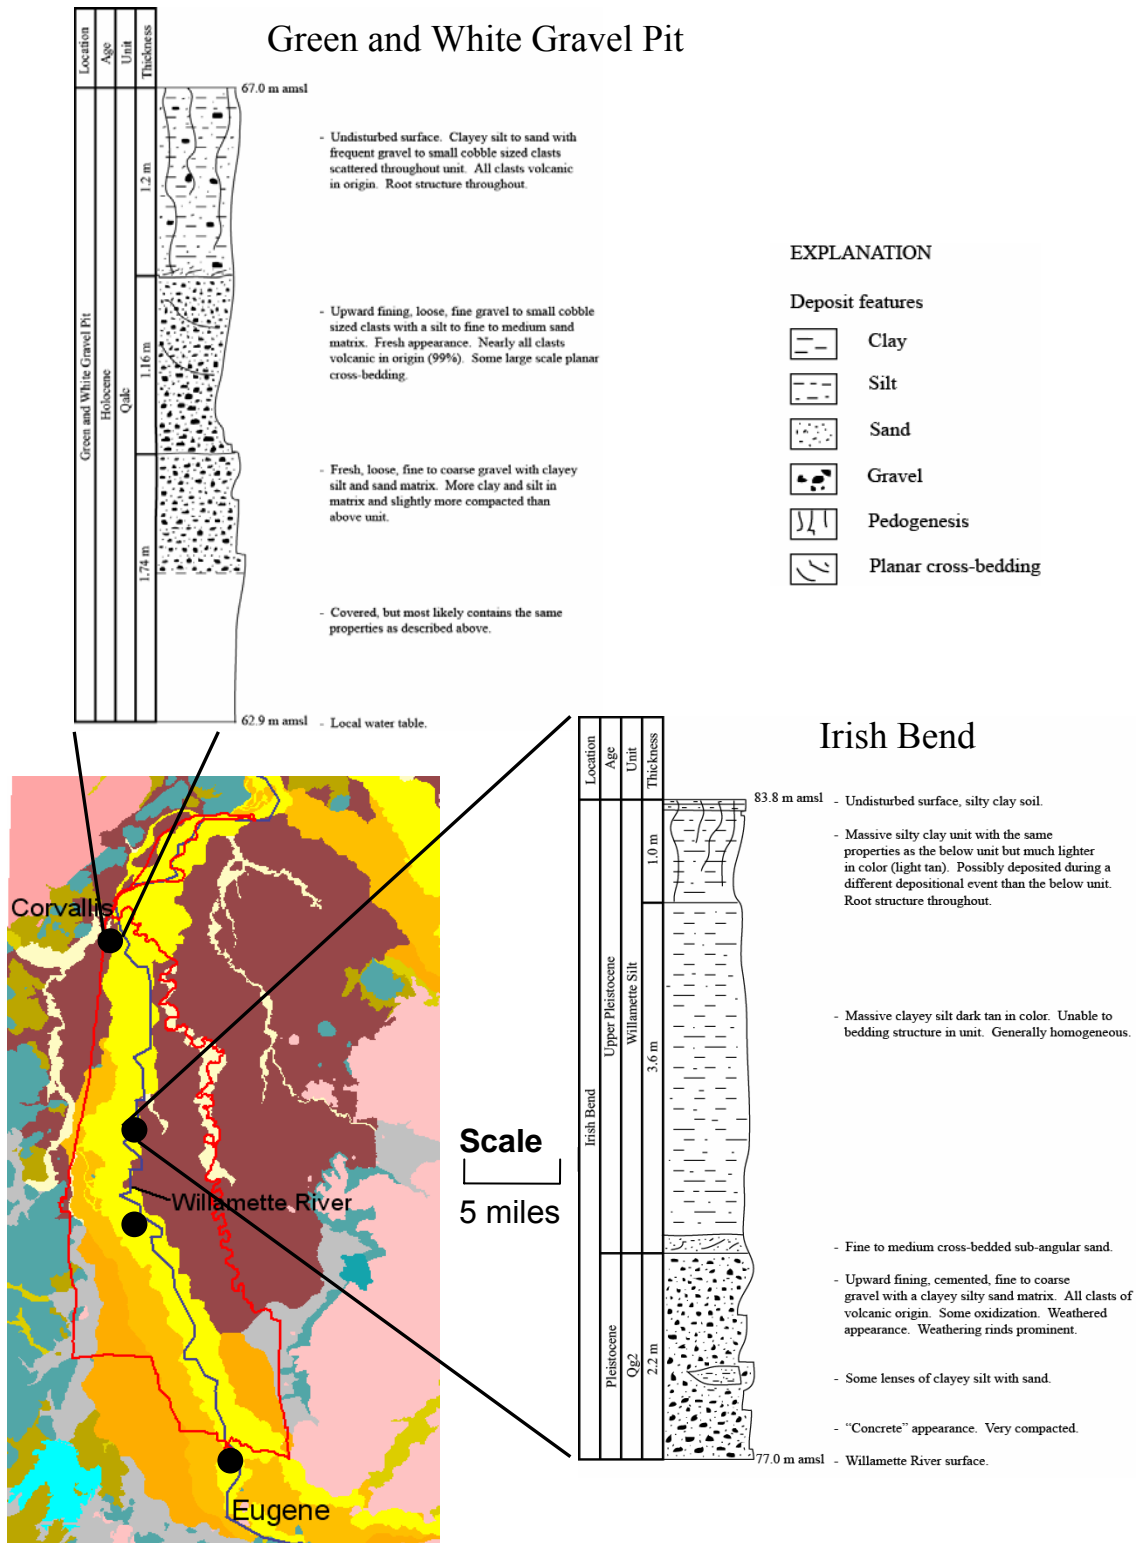 Green and White Gravel Pit
Location
Age
Unit
Thickness
67.0 m amsl
Green and White Gravel Pit
Holocene
Qalc
1.2 m
1.16 m
1.74 m
- Undisturbed surface. Clayey silt to sand with
frequent gravel to small cobble sized clasts
scattered throughout unit. All clasts volcanic
in origin. Root structure throughout.
- Upward fining, loose, fine gravel to small cobble
sized clasts with a silt to fine to medium sand
matrix. Fresh appearance. Nearly all clasts
volcanic in origin (99%). Some large scale planar
cross-bedding.
- Fresh, loose, fine to coarse gravel with clayey
silt and sand matrix. More clay and silt in
matrix and slightly more compacted than
above unit.
- Covered, but most likely contains the same
properties as described above.
62.9 m amsl
- Local water table.
EXPLANATION
Deposit features
Clay
Silt
Sand
Gravel
Pedogenesis
Planar cross-bedding
Irish Bend
Location
Age
Unit
Thickness
83.8 m amsl
Irish Bend
Upper Pleistocene
Willamette Silt
1.0 m
3.6 m
Pleistocene
Qg2
2.2 m
- Undisturbed surface, silty clay soil.
- Massive silty clay unit with the same
properties as the below unit but much lighter
in color (light tan). Possibly deposited during a
different depositional event than the below unit.
Root structure throughout.
- Massive clayey silt dark tan in color. Unable to
bedding structure in unit. Generally homogeneous.
- Fine to medium cross-bedded sub-angular sand.
- Upward fining, cemented, fine to coarse
gravel with a clayey silty sand matrix. All clasts of
volcanic origin. Some oxidization. Weathered
appearance. Weathering rinds prominent.
- Some lenses of clayey silt with sand.
- “Concrete” appearance. Very compacted.
77.0 m amsl
- Willamette River surface.
Corvallis
Willamette River
Eugene
Scale
5 miles